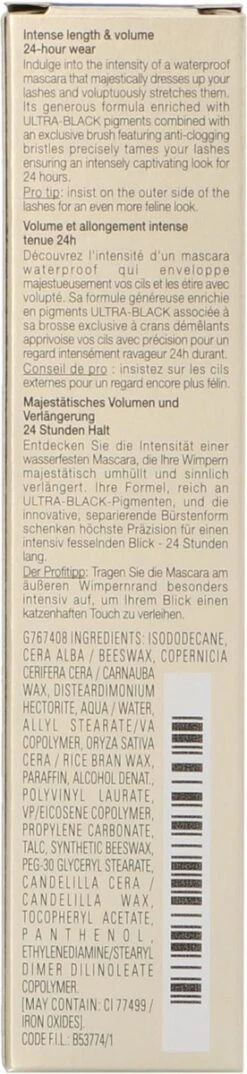 Intense length & volume
24-hour wear
Indulge into the intensity of a waterproof
mascara that majestically dresses up your
lashes and voluptuously stretches them.
Its generous formula enriched with
ULTRA-BLACK pigments combined with
an exclusive brush featuring anti-clogging
bristles precisely tames your lashes
ensuring an intensely captivating look for
24 hours.
Pro tip: insist on the outer side of the
lashes for an even more feline look.
Volume et allongement intense
tenue 24h
Découvrez l'intensité d'un mascara
waterproof qui enveloppe
majestueusement vos cils et les étire avec
volupté. Sa formule généreuse enrichie
en pigments ULTRA-BLACK associée à
sa brosse exclusive à crans démêlants
apprivoise vos cils avec précision pour un
regard intensément ravageur 24h durant.
Conseil de pro : insistez sur les cils
externes pour un regard encore plus félin.
Majestätisches Volumen und
Verlängerung
24 Stunden Halt
Entdecken Sie die Intensität einer
wasserfesten Mascara, die Ihre Wimpern
majestätisch umhüllt und sinnlich
verlängert. Ihre Formel, reich an
ULTRA-BLACK-Pigmenten, und die
innovative, separierende Bürstenform
schenken höchste Präzision für einen
intensiv fesselnden Blick - 24 Stunden
lang.
Der Profitipp: Tragen Sie die Mascara am
äußeren Wimpernrand besonders
intensiv auf, um Ihrem Blick einen
katzenhaften Touch zu verleihen.
G767408 INGREDIENTS: ISODODECANE,
CERA ALBA / BEESWAX, COPERNICIA
CERIFERA CERA / CARNAUBA
WAX, DISTEARDIMONIUM
HECTORITE, AQUA / WATER,
ALLYL STEARATE/VA
COPOLYMER, ORYZA SATIVA
CERA / RICE BRAN WAX,
PARAFFIN, ALCOHOL DENAT.,
POLYVINYL LAURATE,
VP/EICOSENE COPOLYMER,
PROPYLENE CARBONATE,
TALC, SYNTHETIC BEESWAX,
PEG-30 GLYCERYL STEARATE,
CANDELILLA CERA /
CANDELILLA WAX,
TOCOPHERYL ACETATE,
PANTHENOL,
ETHYLENEDIAMINE/STEARYL
DIMER DILINOLEATE
COPOLYMER.
[MAY CONTAIN: CI 77499 /
IRON OXIDES].
CODE F.I.L.: B53774/1